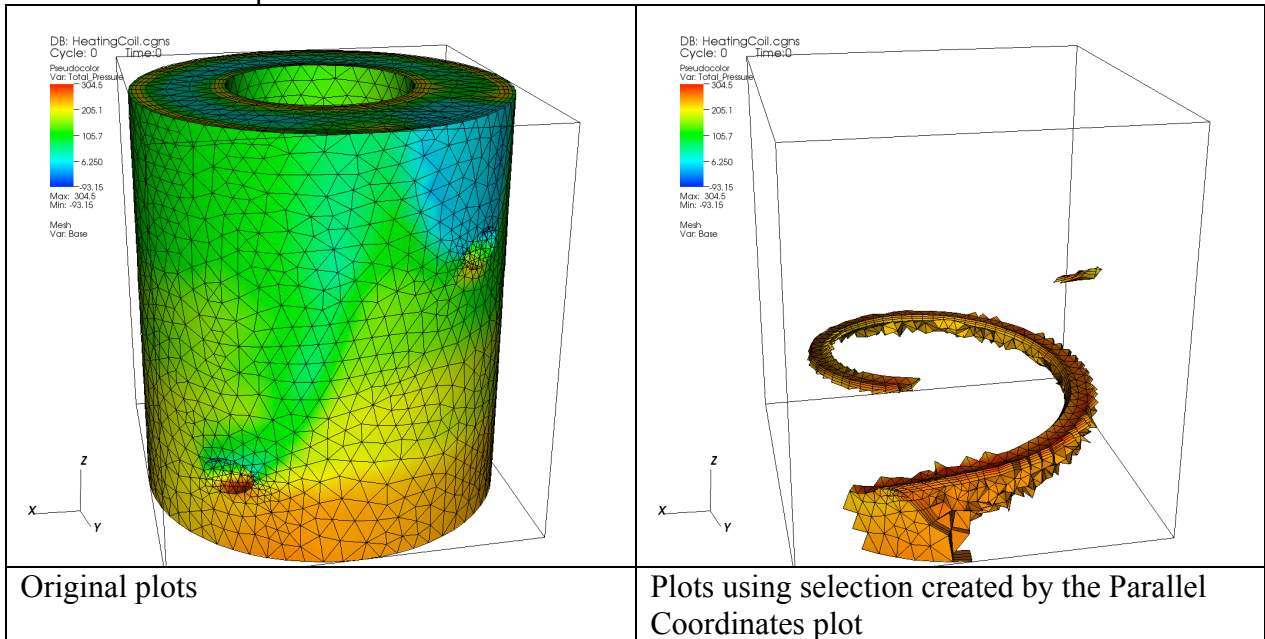 DB: HeatingCoil.cgns
Cycle: 0 Time:0
Pseudocolor
Var: Total_Pressure
304.5
205.1
105.7
6.250
-93.15
Max: 304.5
Min: -93.15
Mesh
Var: Base
Z
X
Y
Original plots
DB: HeatingCoil.cgns
Cycle: 0 Time:0
Pseudocolor
Var: Total_Pressure
304.5
205.1
105.7
6.250
-93.15
Max: 304.5
Min: -93.15
Mesh
Var: Base
Z
X
Y
Plots using selection created by the Parallel
Coordinates plot